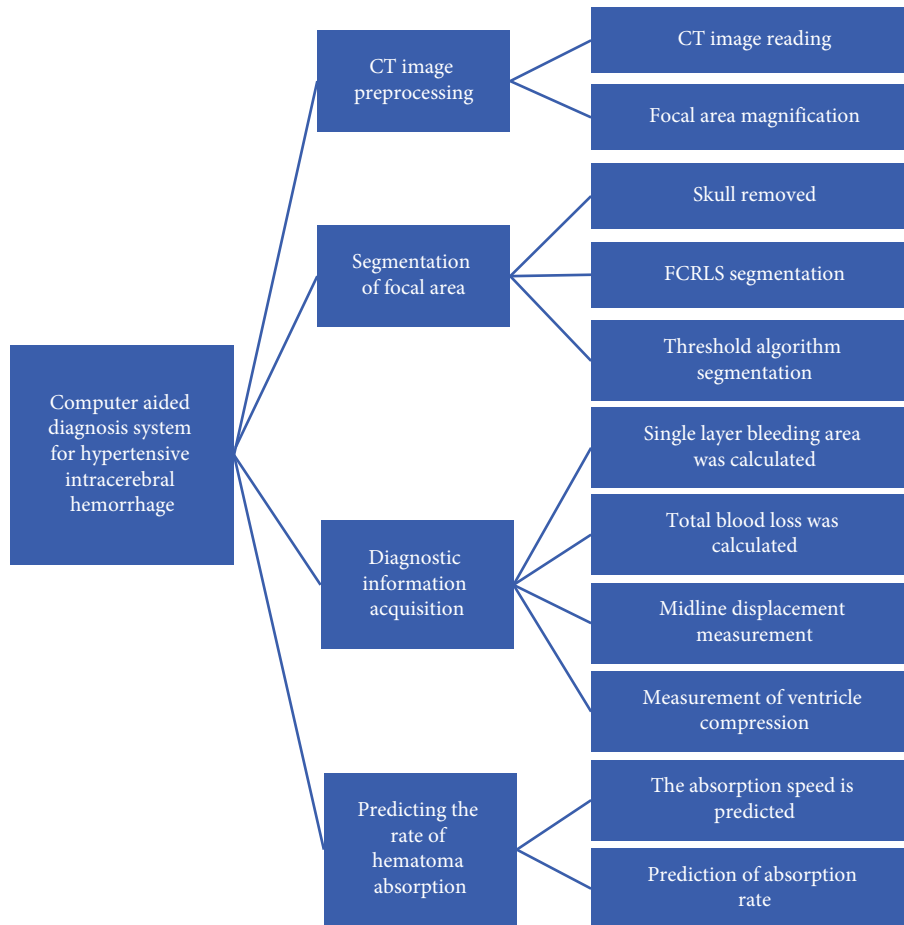 Computer aided
diagnosis system
for hypertensive
intracerebral
hemorrhage
CT image
preprocessing
CT image reading
Focal area magnification
Segmentation
of focal area
Skull removed
FCRLS segmentation
Threshold algorithm
segmentation
Diagnostic
information
acquisition
Single layer bleeding area
was calculated
Total blood loss was
calculated
Midline displacement
measurement
Measurement of ventricle
compression
Predicting the
rate of
hematoma
absorption
The absorption speed is
predicted
Prediction of absorption
rate